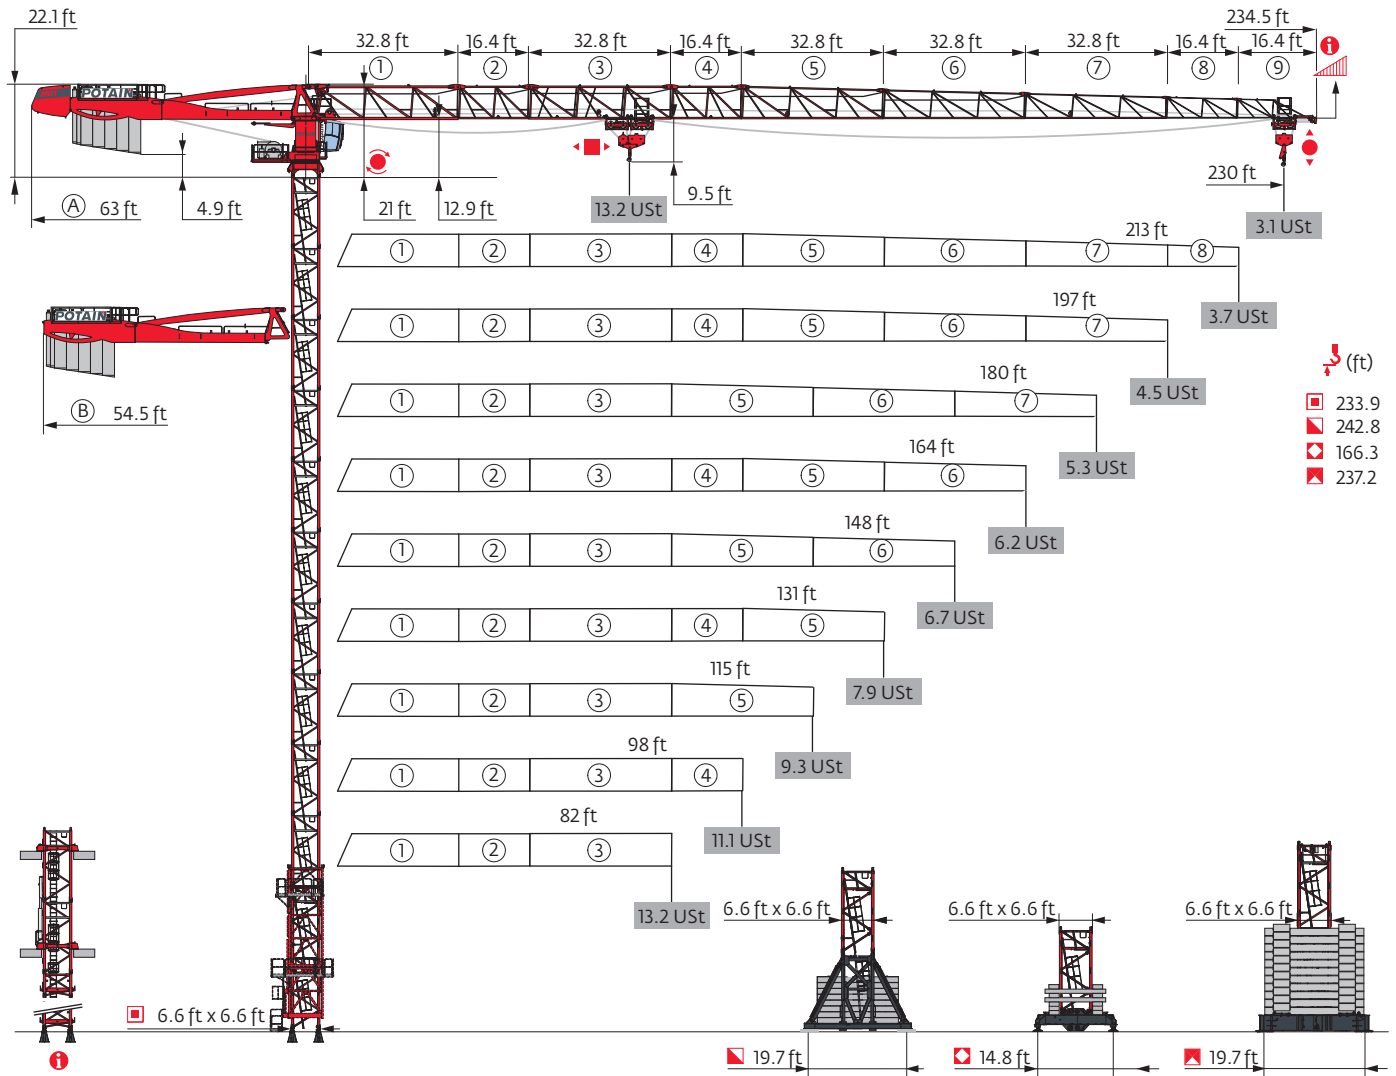 22.1 ft
234.5 ft
32.8 ft 16.4 ft 32.8 ft 16.4 ft 32.8 ft 32.8 ft 32.8 ft 16.4 ft 16.4 ft
1 2 3 4 5 6 7 8 9
i
POTAIN
A 63 ft
4.9 ft
21 ft
12.9 ft
13.2 USt
9.5 ft
230 ft
3.1 USt
213 ft
1 2 3 4 5 6 7 8
3.7 USt
197 ft
1 2 3 4 5 6 7
4.5 USt
POTAIN
B 54.5 ft
180 ft
1 2 3 5 6 7
5.3 USt
(ft)
233.9
242.8
166.3
237.2
164 ft
1 2 3 4 5 6
6.2 USt
148 ft
1 2 3 5 6
6.7 USt
131 ft
1 2 3 4 5
7.9 USt
115 ft
1 2 3 5
9.3 USt
98 ft
1 2 3 4
11.1 USt
82 ft
1 2 3
13.2 USt
6.6 ft x 6.6 ft
6.6 ft x 6.6 ft
6.6 ft x 6.6 ft
6.6 ft x 6.6 ft
i
19.7 ft
14.8 ft
19.7 ft